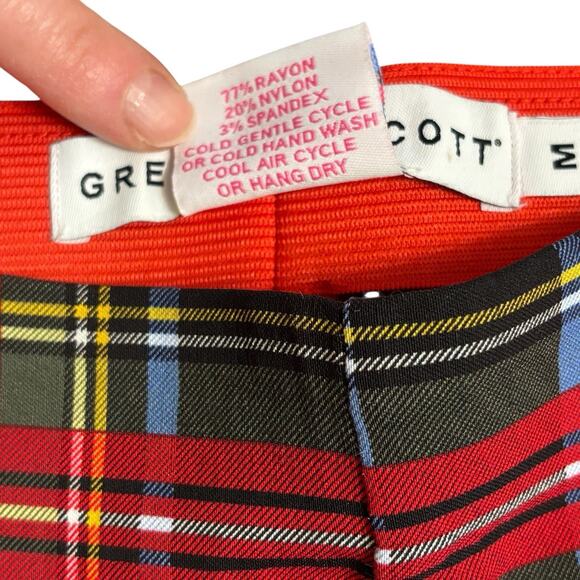 77% RAYON
20% NYLON
3% SPANDEX
COLD GENTLE CYCLE
OR COLD HAND WASH
COOL AIR CYCLE
OR HANG DRY
GRE COTT®
M